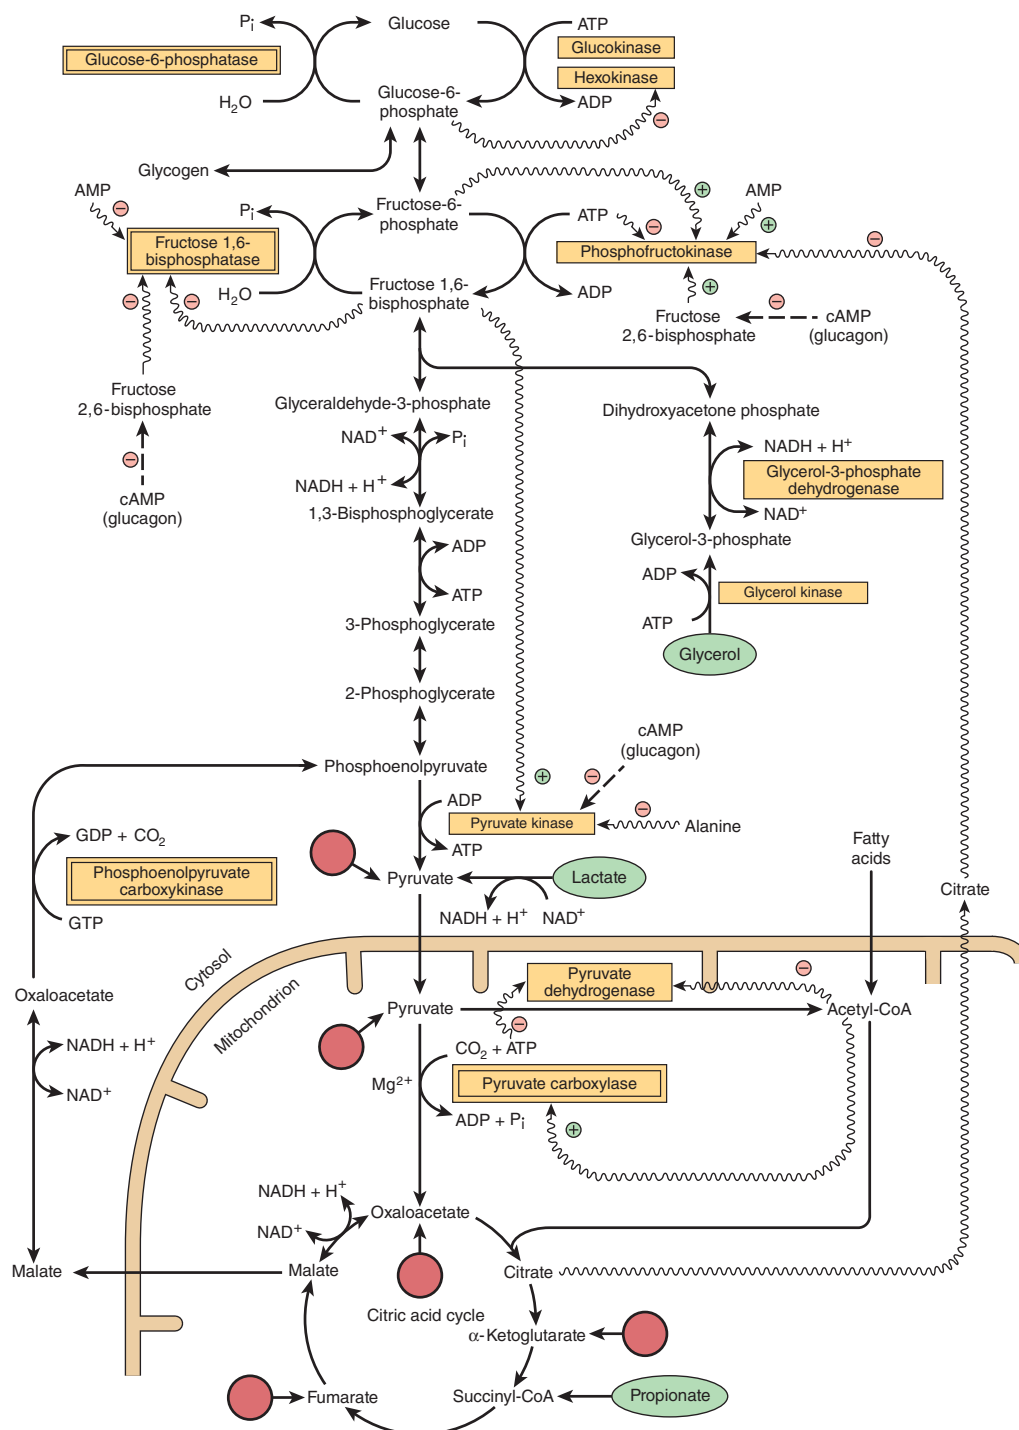 Pi
Glucose
ATP
Glucose-6-phosphatase
Glucokinase
Hexokinase
H2O
Glucose-6-
phosphate
ADP
−
Glycogen
AMP
−
Pi
Fructose-6-
phosphate
+
ATP
−
AMP
+
−
Fructose 1,6-
bisphosphatase
Phosphofructokinase
−
−
H2O
Fructose 1,6-
bisphosphate
ADP
+
−
Fructose
2,6-bisphosphate
cAMP
(glucagon)
Fructose
2,6-bisphosphate
−
cAMP
(glucagon)
Glyceraldehyde-3-phosphate
Dihydroxyacetone phosphate
NAD+
Pi
NADH + H+
NADH + H+
Glycerol-3-phosphate
dehydrogenase
NAD+
1,3-Bisphosphoglycerate
Glycerol-3-phosphate
ADP
ATP
ADP
Glycerol kinase
ATP
3-Phosphoglycerate
Glycerol
2-Phosphoglycerate
cAMP
(glucagon)
Phosphoenolpyruvate
+
−
ADP
Pyruvate kinase
−
Alanine
ATP
GDP + CO2
Phosphoenolpyruvate
carboxykinase
GTP
Pyruvate
Lactate
NADH + H+
NAD+
Fatty
acids
Citrate
Cytosol
Mitochondrion
Oxaloacetate
Pyruvate
dehydrogenase
−
Pyruvate
−
Acetyl-CoA
NADH + H+
NAD+
CO2 + ATP
Mg2+
Pyruvate carboxylase
ADP + Pi
+
NADH + H+
NAD+
Oxaloacetate
Malate
Malate
Citrate
Citric acid cycle
α-Ketoglutarate
Fumarate
Succinyl-CoA
Propionate